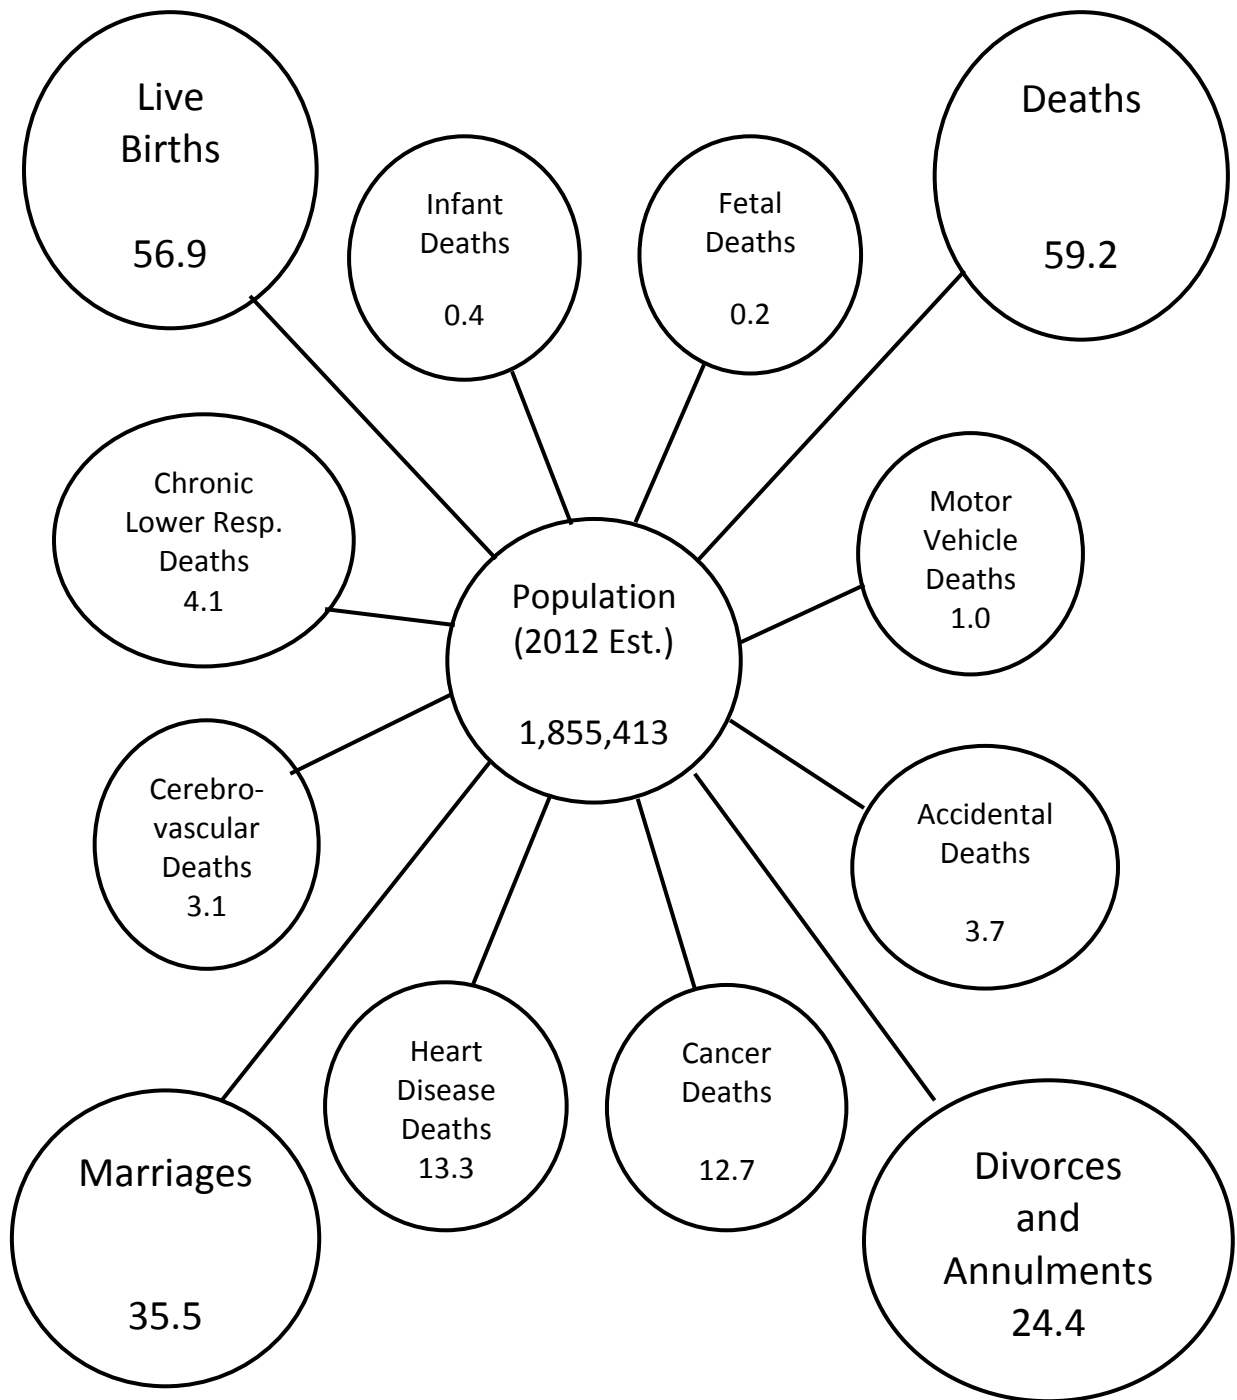 Live
Births
56.9
Infant
Deaths
0.4
Fetal
Deaths
0.2
Deaths
59.2
Chronic
Lower Resp.
Deaths
4.1
Population
(2012 Est.)
1,855,413
Motor
Vehicle
Deaths
1.0
Cerebro-
vascular
Deaths
3.1
Accidental
Deaths
3.7
Marriages
35.5
Heart
Disease
Deaths
13.3
Cancer
Deaths
12.7
Divorces
and
Annulments
24.4